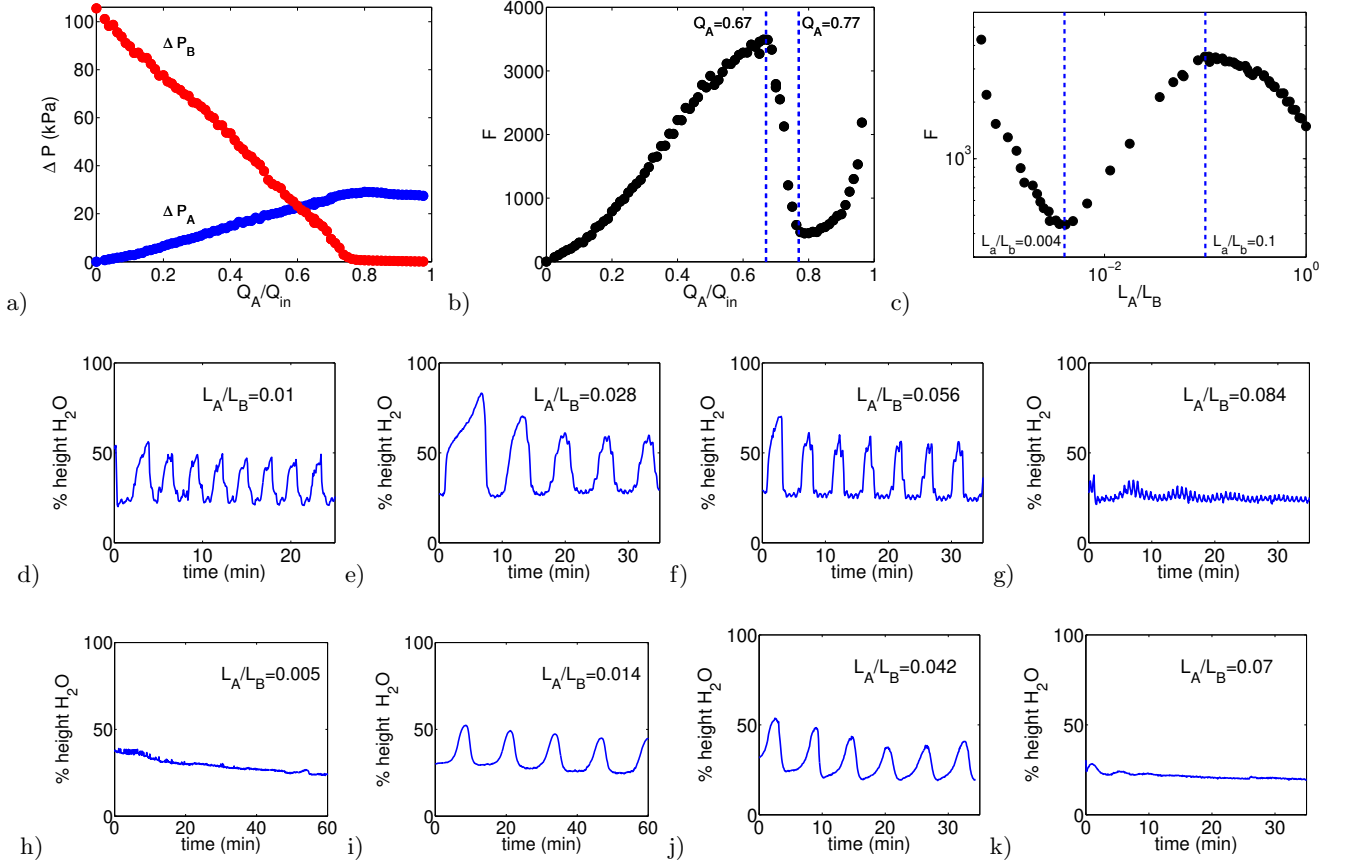 100
80
60
40
20
0
Δ P (kPa)
Δ P_B
Δ P_A
0 0.2 0.4 0.6 0.8 1
Q_A/Q_in
a)
4000
3000
2000
1000
0
F
Q_A=0.67
Q_A=0.77
0 0.2 0.4 0.6 0.8 1
Q_A/Q_in
b)
F
10^3
L_a/L_b=0.004
L_a/L_b=0.1
10^-2 10^0
L_A/L_B
c)
100
50
0
% height H_2O
L_A/L_B=0.01
0 10 20
time (min)
d)
100
50
0
% height H_2O
L_A/L_B=0.028
0 10 20 30
time (min)
e)
100
50
0
% height H_2O
L_A/L_B=0.056
0 10 20 30
time (min)
f)
100
50
0
% height H_2O
L_A/L_B=0.084
0 10 20 30
time (min)
g)
100
50
0
% height H_2O
L_A/L_B=0.005
0 20 40 60
time (min)
h)
100
50
0
% height H_2O
L_A/L_B=0.014
0 20 40 60
time (min)
i)
100
50
0
% height H_2O
L_A/L_B=0.042
0 10 20 30
time (min)
j)
100
50
0
% height H_2O
L_A/L_B=0.07
0 10 20 30
time (min)
k)